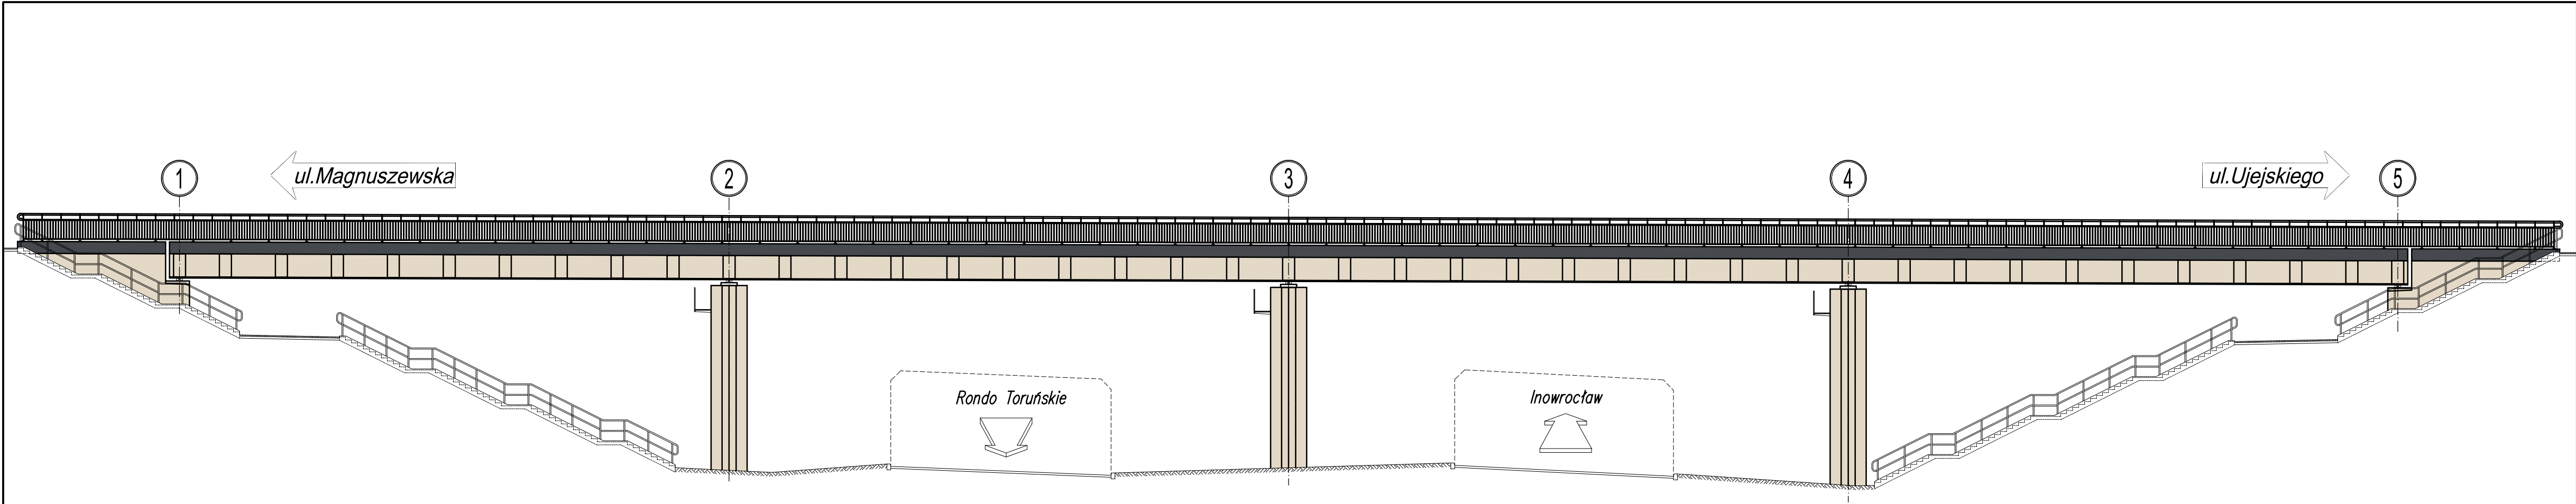 1
ul.Magnuszewska
2
3
4
ul.Ujejskiego
5
Rondo Toruńskie
Inowrocław